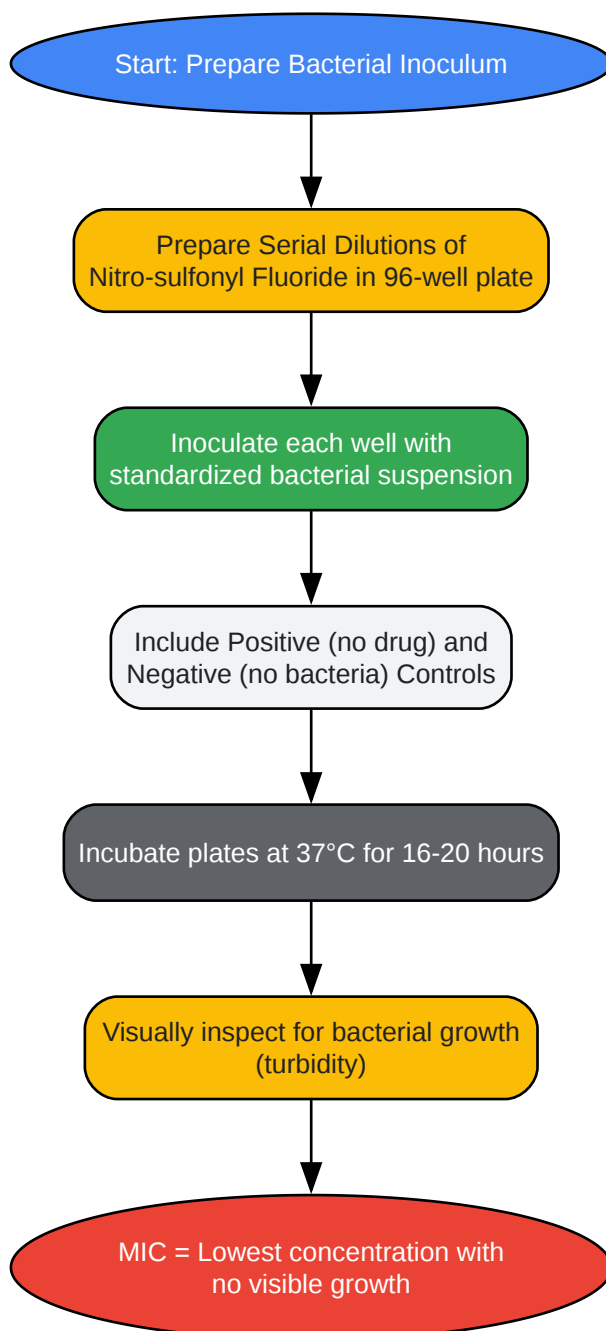 Start: Prepare Bacterial Inoculum
Prepare Serial Dilutions of
Nitro-sulfonyl Fluoride in 96-well plate
Inoculate each well with
standardized bacterial suspension
Include Positive (no drug) and
Negative (no bacteria) Controls
Incubate plates at 37°C for 16-20 hours
Visually inspect for bacterial growth
(turbidity)
MIC = Lowest concentration with
no visible growth